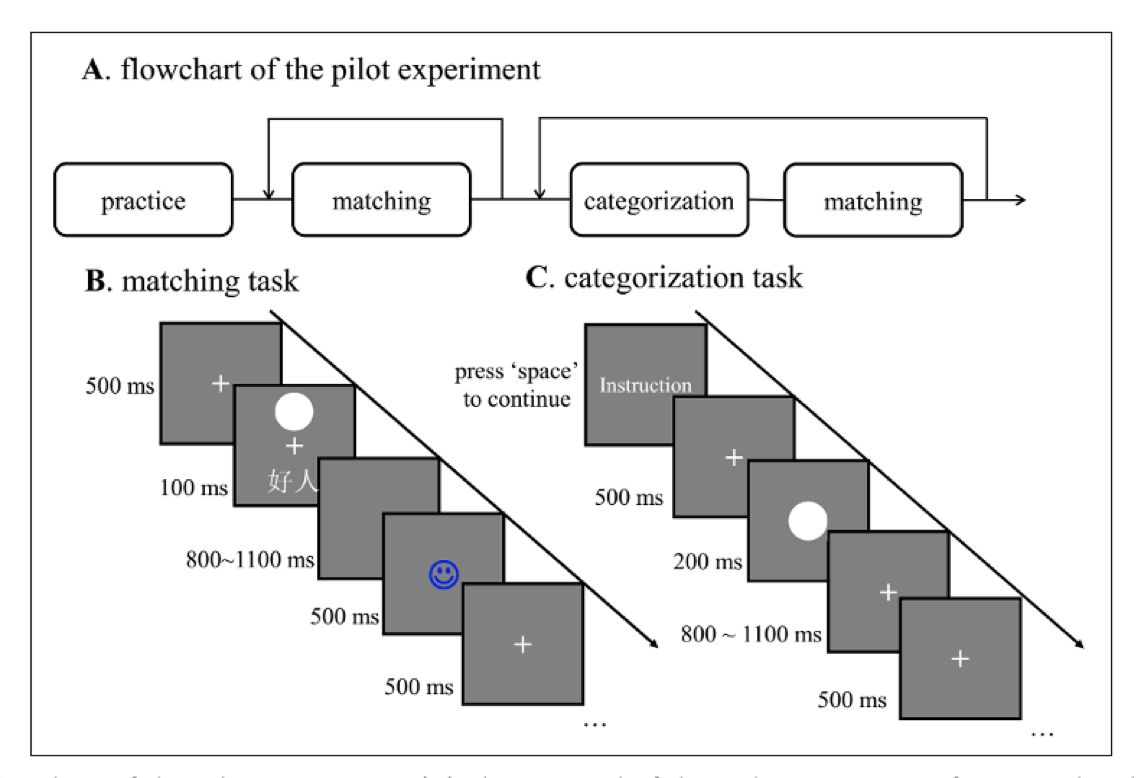 A. flowchart of the pilot experiment
practice
matching
categorization
matching
B. matching task
500 ms
好人
100 ms
800~1100 ms
500 ms
500 ms
...
C. categorization task
press ‘space’
to continue
Instruction
500 ms
200 ms
800 ~ 1100 ms
500 ms
...